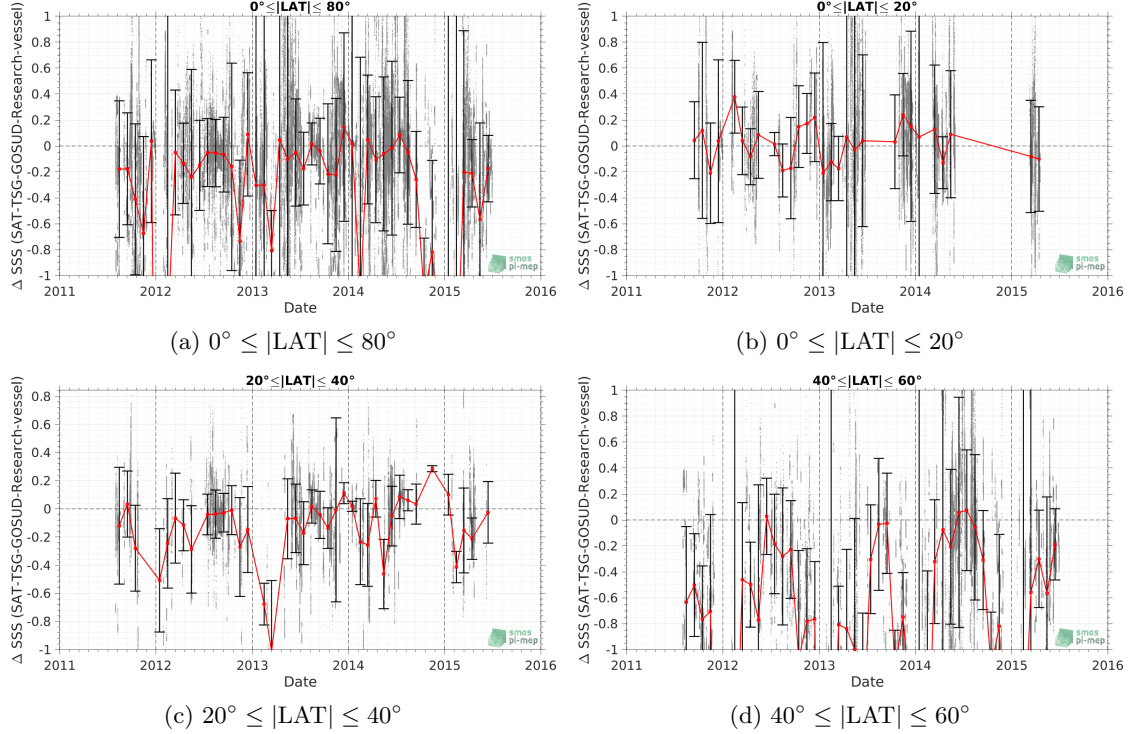 0°≤|LAT|≤ 80°
Δ SSS (SAT-TSG-GOSUD-Research-vessel)
1
0.8
0.6
0.4
0.2
0
-0.2
-0.4
-0.6
-0.8
-1
2011 2012 2013 2014 2015 2016
Date
smos
pi-mep
(a) 0° ≤ |LAT| ≤ 80°
0°≤|LAT|≤ 20°
Δ SSS (SAT-TSG-GOSUD-Research-vessel)
1
0.8
0.6
0.4
0.2
0
-0.2
-0.4
-0.6
-0.8
-1
2011 2012 2013 2014 2015 2016
Date
smos
pi-mep
(b) 0° ≤ |LAT| ≤ 20°
20°≤|LAT|≤ 40°
Δ SSS (SAT-TSG-GOSUD-Research-vessel)
0.8
0.6
0.4
0.2
0
-0.2
-0.4
-0.6
-0.8
-1
2011 2012 2013 2014 2015 2016
Date
smos
pi-mep
(c) 20° ≤ |LAT| ≤ 40°
40°≤|LAT|≤ 60°
Δ SSS (SAT-TSG-GOSUD-Research-vessel)
1
0.8
0.6
0.4
0.2
0
-0.2
-0.4
-0.6
-0.8
-1
2011 2012 2013 2014 2015 2016
Date
smos
pi-mep
(d) 40° ≤ |LAT| ≤ 60°